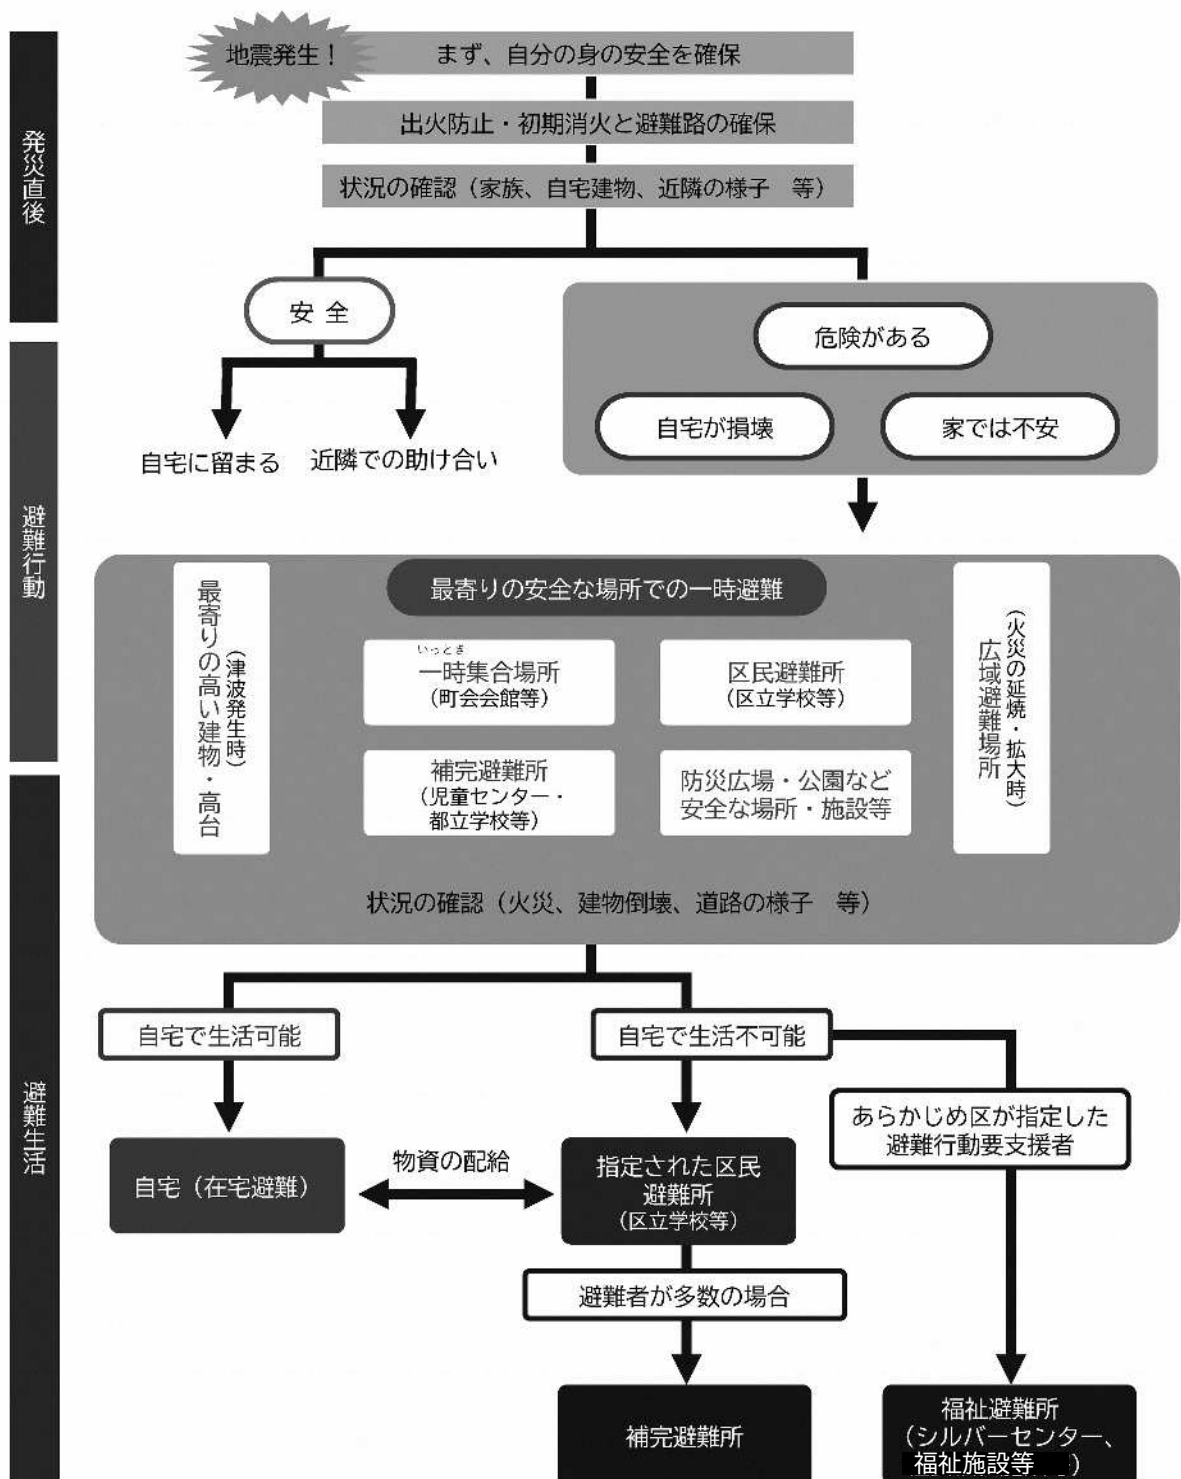 発災直後
地震発生！
まず、自分の身の安全を確保
出火防止・初期消火と避難路の確保
状況の確認（家族、自宅建物、近隣の様子　等）
安 全
危険がある
自宅が損壊
家では不安
避難行動
自宅に留まる
近隣での助け合い
最寄りの安全な場所での一時避難
最寄りの高い建物・高台
（津波発生時）
いっとき
一時集合場所
（町会会館等）
区民避難所
（区立学校等）
補完避難所
（児童センター・
都立学校等）
防災広場・公園など
安全な場所・施設等
（火災の延焼・拡大時）
広域避難場所
状況の確認（火災、建物倒壊、道路の様子　等）
避難生活
自宅で生活可能
自宅で生活不可能
あらかじめ区が指定した
避難行動要支援者
自宅（在宅避難）
物資の配給
指定された区民
避難所
（区立学校等）
避難者が多数の場合
補完避難所
福祉避難所
（シルバーセンター、
福祉施設等　）